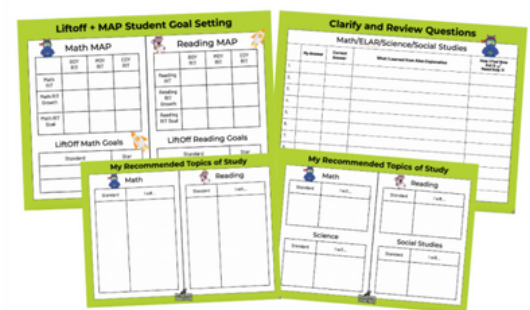 Liftoff + MAP Student Goal Setting
Math MAP
BOY RIT
MOY RIT
EOY RIT
Math RIT
Math RIT Growth
Math RIT Goal
Reading MAP
BOY RIT
MOY RIT
EOY RIT
Reading RIT
Reading RIT Growth
Reading RIT Goal
LiftOff Math Goals
Standard
Star
LiftOff Reading Goals
Standard
Star
Clarify and Review Questions
Math/ELAR/Science/Social Studies
My Answer
Correct Answer
What I Learned from Alien Explanation
My Recommended Topics of Study
Math
Standard
I will...
Reading
Standard
I will...
My Recommended Topics of Study
Math
Standard
I will...
Reading
Standard
I will...
Science
Standard
I will...
Social Studies
Standard
I will...